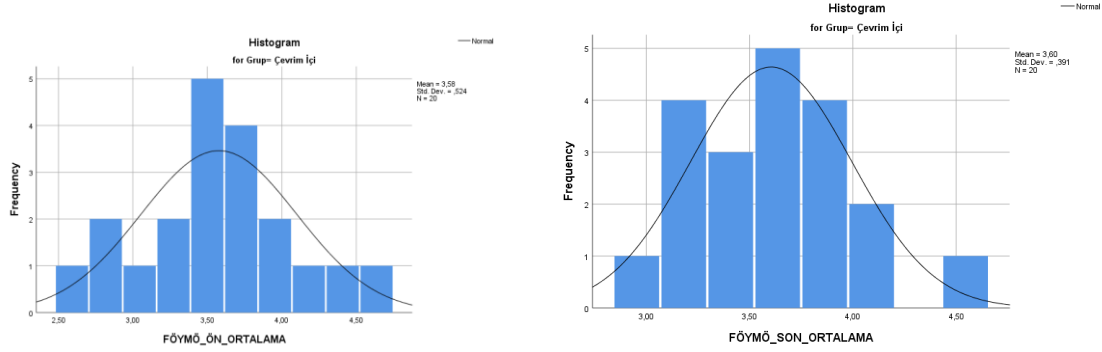 Histogram
for Grup= Çevrim İçi
Normal
Mean = 3,58
Std. Dev. = ,524
N = 20
Frequency
5
4
3
2
1
0
2,50 3,00 3,50 4,00 4,50
FÖYMÖ_ÖN_ORTALAMA
Histogram
for Grup= Çevrim İçi
Normal
Mean = 3,60
Std. Dev. = ,391
N = 20
Frequency
5
4
3
2
1
0
3,00 3,50 4,00 4,50
FÖYMÖ_SON_ORTALAMA